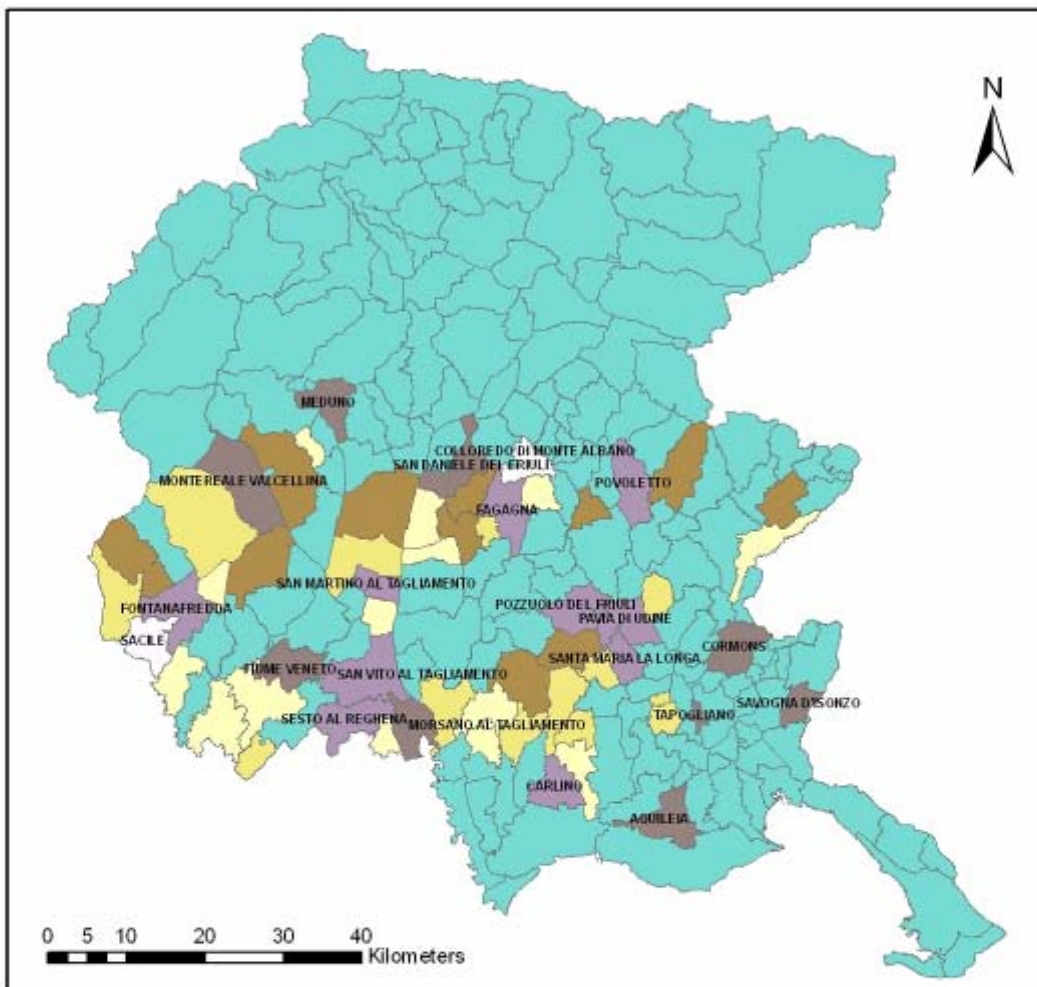 N
MEDUNO
COLLOREDO DI MONTE ALBANO
SAN DANIELE DEL FRIULI
MONTEREALE VALCELLINA
POVOLETTO
FAGAGNA
SAN MARTINO AL TAGLIAMENTO
FONTANAFREDDA
POZZUOLO DEL FRIULI
PAVIA DI UDINE
SACILE
CORMONS
SANTA MARIA LA LONGA
FIUME VENETO
SAN VITO AL TAGLIAMENTO
SAVOGNA D'ISONZO
SESTO AL REGHENA
MORSANO AL TAGLIAMENTO
TAPOGLIANO
CARLINO
AQUILEIA
0 5 10 20 30 40
Kilometers